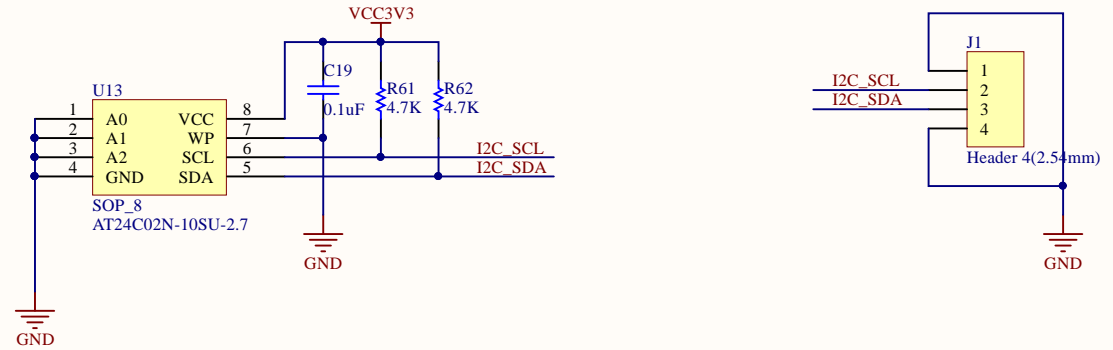 VCC3V3
C19
0.1uF
R61
4.7K
R62
4.7K
U13
1 A0 VCC 8
2 A1 WP 7
3 A2 SCL 6
4 GND SDA 5
SOP_8
AT24C02N-10SU-2.7
I2C_SCL
I2C_SDA
GND
GND
J1
1
I2C_SCL 2
I2C_SDA 3
4
Header 4(2.54mm)
GND